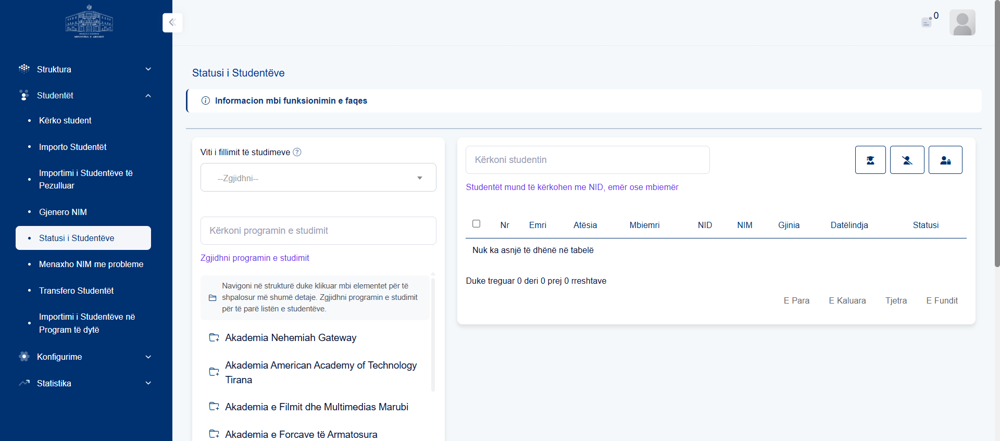 MINISTRIA E ARSIMIT
0
Struktura
Studentët
Kërko student
Importo Studentët
Importimi i Studentëve të
Pezulluar
Gjenero NIM
Statusi i Studentëve
Menaxho NIM me probleme
Transfero Studentët
Importimi i Studentëve në
Program të dytë
Konfigurime
Statistika
Statusi i Studentëve
Informacion mbi funksionimin e faqes
Viti i fillimit të studimeve
--Zgjidhni--
Kërkoni programin e studimit
Zgjidhni programin e studimit
Navigoni në strukturë duke klikuar mbi elementet për të
shpalosur më shumë detaje. Zgjidhni programin e studimit
për të parë listën e studentëve.
Akademia Nehemiah Gateway
Akademia American Academy of Technology
Tirana
Akademia e Filmit dhe Multimedias Marubi
Akademia e Forcave të Armatosura
Kërkoni studentin
Studentët mund të kërkohen me NID, emër ose mbiemër
Nr Emri Atësia Mbiemri NID NIM Gjinia Datëlindja Statusi
Nuk ka asnjë të dhënë në tabelë
Duke treguar 0 deri 0 prej 0 rreshtave
E Para E Kaluara Tjetra E Fundit